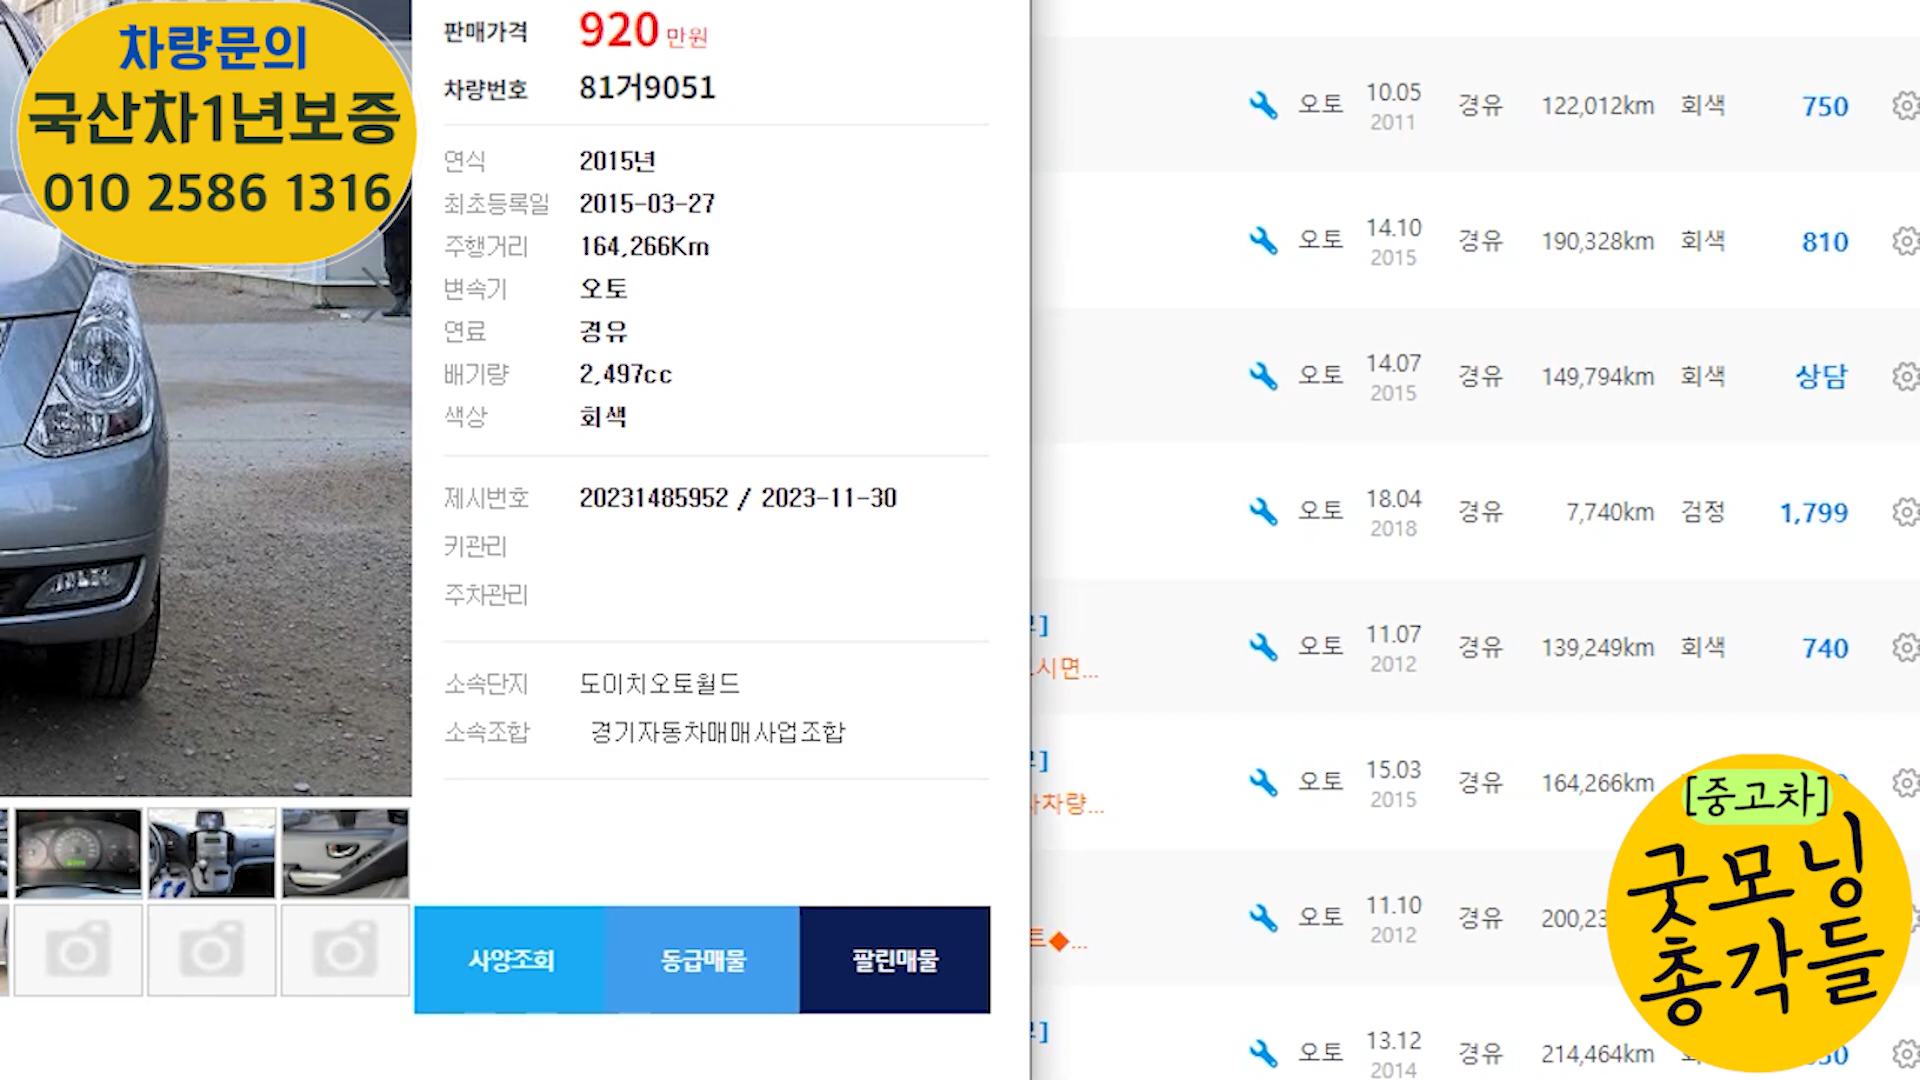 차량문의
국산차1년보증
010 2586 1316
판매가격 920 만원
차량번호 81거9051
연식 2015년
최초등록일 2015-03-27
주행거리 164,266Km
변속기 오토
연료 경유
배기량 2,497cc
색상 회색
제시번호 20231485952 / 2023-11-30
키관리
주차관리
소속단지 도이치오토월드
소속조합 경기자동차매매사업조합
사양조회 동급매물 팔린매물
오토 10.05 경유 122,012km 회색 750
2011
오토 14.10 경유 190,328km 회색 810
2015
오토 14.07 경유 149,794km 회색 상담
2015
오토 18.04 경유 7,740km 검정 1,799
2018
]
오토 11.07 경유 139,249km 회색 740
시면...
2012
]
오토 15.03 경유 164,266km
차량...
2015
오토 11.10 경유 200,23
트◆...
2012
]
오토 13.12 경유 214,464km
2014
[중고차]
굿모닝
총각들